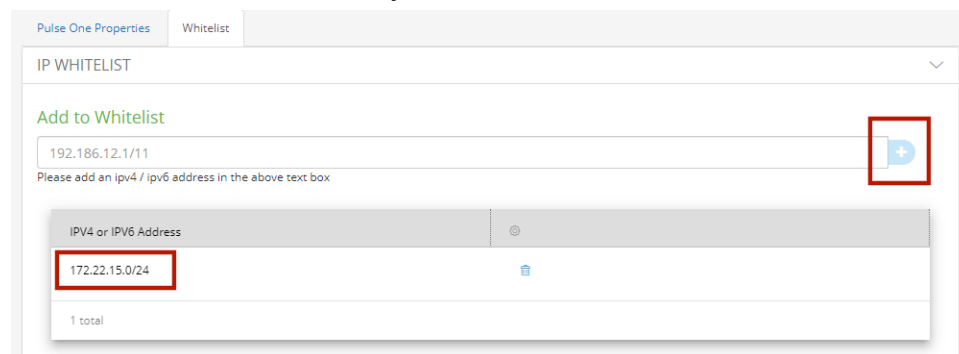 Pulse One Properties Whitelist
IP WHITELIST
Add to Whitelist
192.186.12.1/11
Please add an ipv4 / ipv6 address in the above text box
IPV4 or IPV6 Address
172.22.15.0/24
1 total